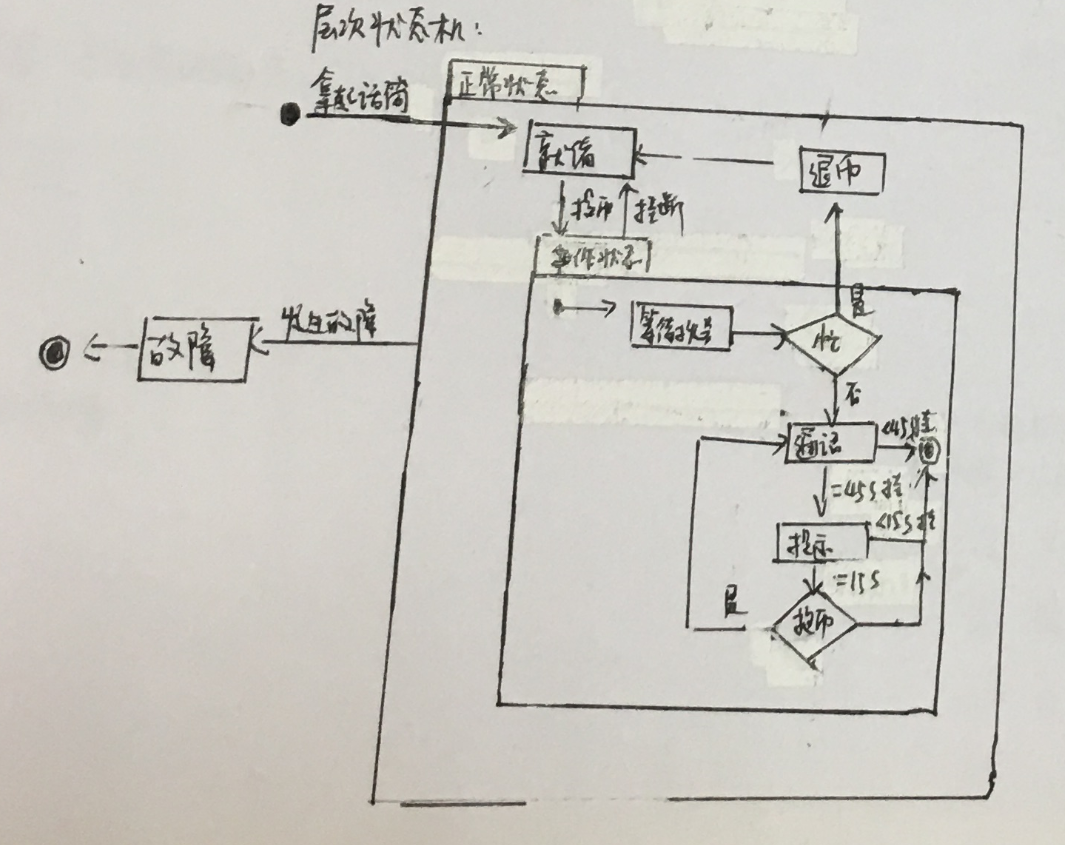 层次状态机:
正常状态
拿起话筒
就绪
退币
投币 挂断
工作状态
是
发生故障
等待拨号
忙
故障
否
<45S挂
通话
=45S挂
<15S挂
提示
=15S
是
投币